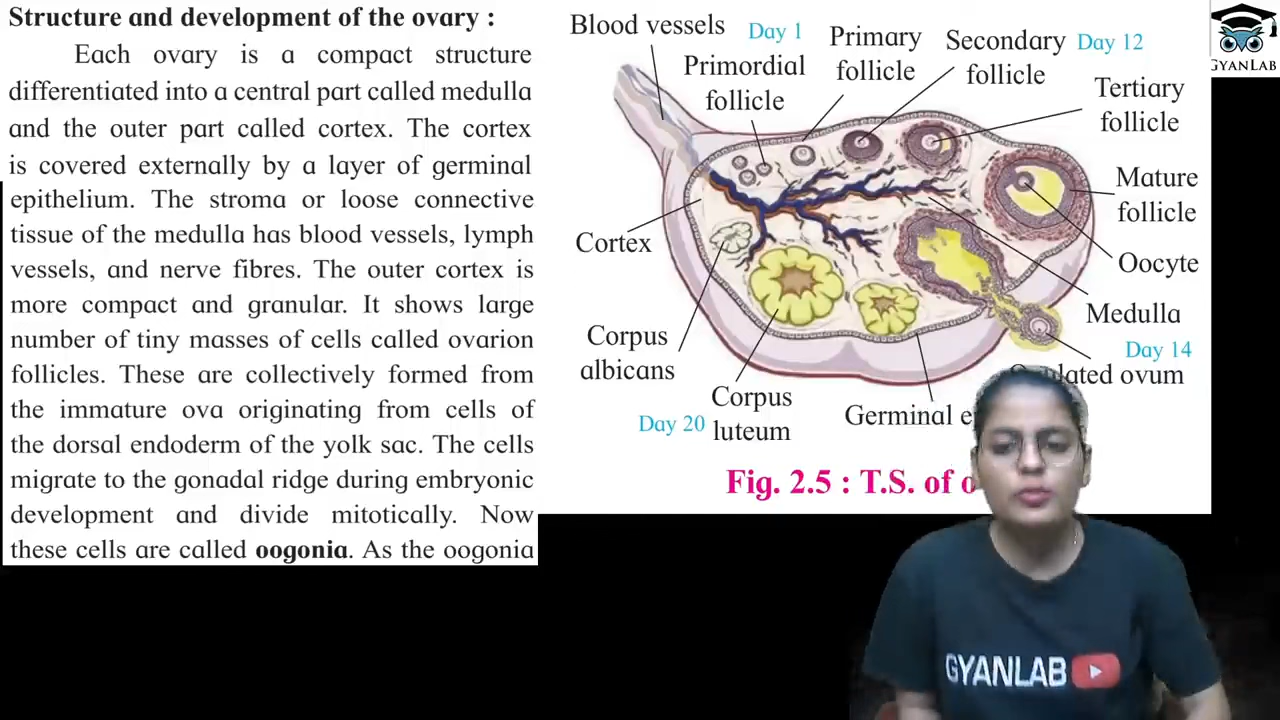 Structure and development of the ovary :
Each ovary is a compact structure
differentiated into a central part called medulla
and the outer part called cortex. The cortex
is covered externally by a layer of germinal
epithelium. The stroma or loose connective
tissue of the medulla has blood vessels, lymph
vessels, and nerve fibres. The outer cortex is
more compact and granular. It shows large
number of tiny masses of cells called ovarion
follicles. These are collectively formed from
the immature ova originating from cells of
the dorsal endoderm of the yolk sac. The cells
migrate to the gonadal ridge during embryonic
development and divide mitotically. Now
these cells are called oogonia. As the oogonia
Blood vessels
Day 1
Primordial
follicle
Primary
follicle
Secondary
follicle
Day 12
Tertiary
follicle
Mature
follicle
Oocyte
Medulla
Day 14
ovum
Cortex
Corpus
albicans
Day 20
Corpus
luteum
Germinal
Fig. 2.5 : T.S. of
GYANLAB
GYANLAB